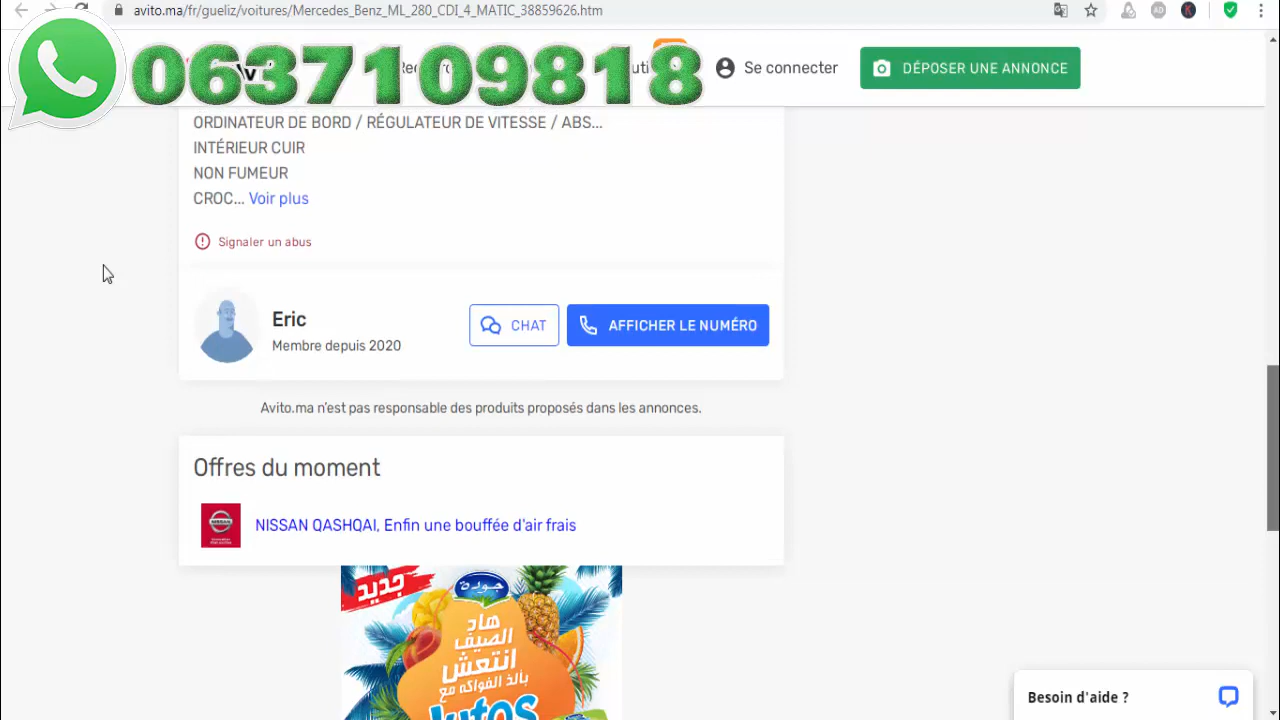 avito.ma/fr/gueliz/voitures/Mercedes_Benz_ML_280_CDI_4_MATIC_38859626.htm
0637109818
Se connecter
DÉPOSER UNE ANNONCE
ORDINATEUR DE BORD / RÉGULATEUR DE VITESSE / ABS...
INTÉRIEUR CUIR
NON FUMEUR
CROC... Voir plus
Signaler un abus
Eric
Membre depuis 2020
CHAT
AFFICHER LE NUMÉRO
Avito.ma n'est pas responsable des produits proposés dans les annonces.
Offres du moment
NISSAN QASHQAI, Enfin une bouffée d'air frais
جديد
جودة
هاد
الصيف
انتعش
بألذ الفواكه مع
Besoin d'aide ?